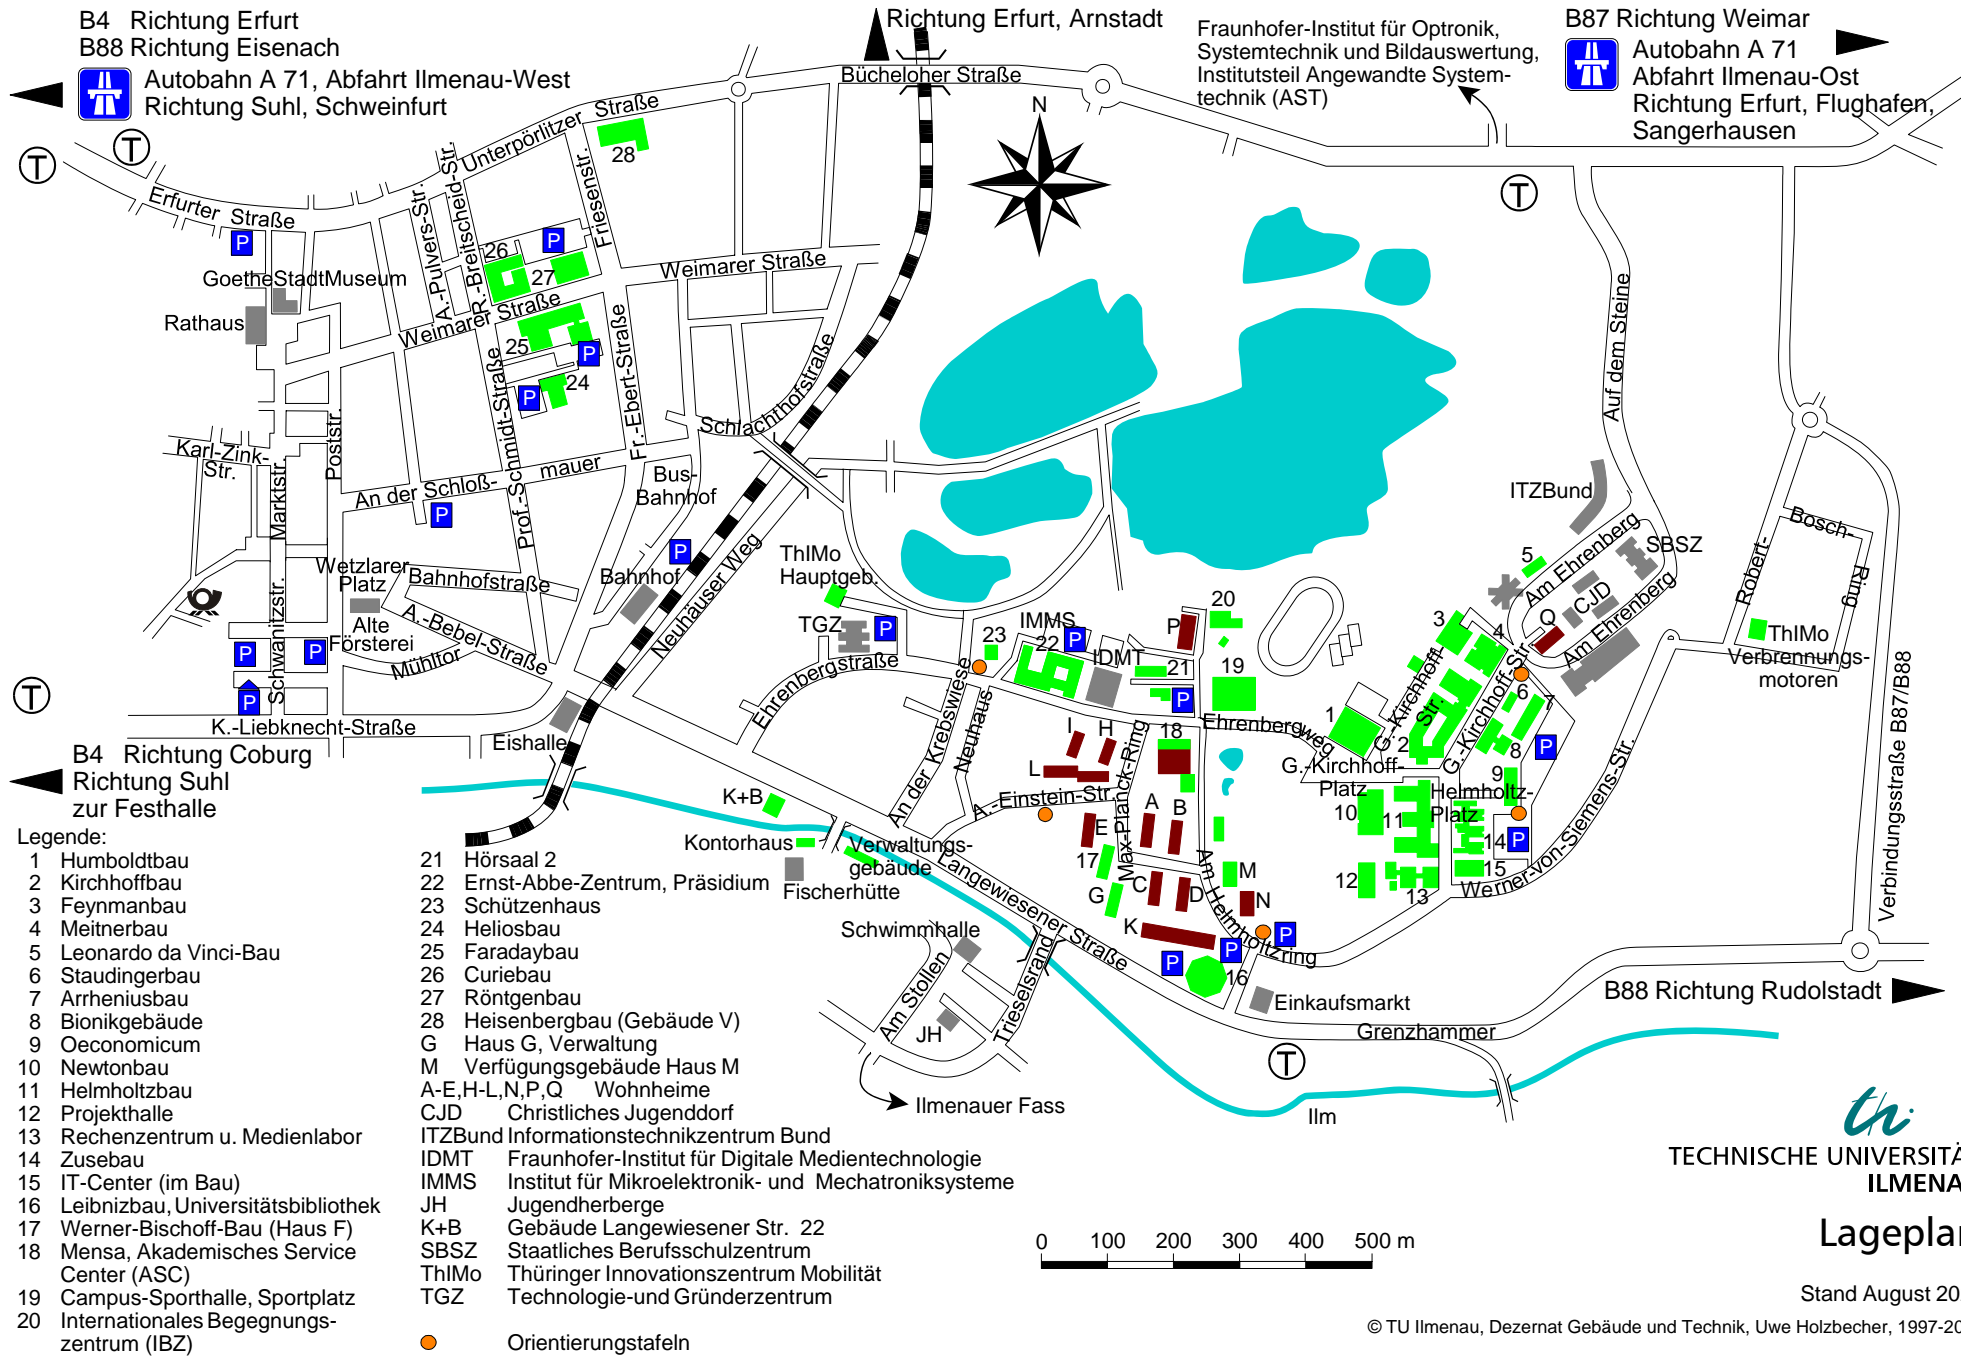 B4 Richtung Erfurt
B88 Richtung Eisenach
Autobahn A 71, Abfahrt Ilmenau-West
Richtung Suhl, Schweinfurt
Richtung Erfurt, Arnstadt
Fraunhofer-Institut für Optronik,
Systemtechnik und Bildauswertung,
Institutsteil Angewandte System-
technik (AST)
B87 Richtung Weimar
Autobahn A 71
Abfahrt Ilmenau-Ost
Richtung Erfurt, Flughafen,
Sangerhausen
Bücheloher Straße
N
T
T
T
Unterpörlitzer Straße
28
Erfurter Straße
P
A.-Pulvers-Str.
R.-Breitscheid-Str.
Friesenstr.
26
P
27
GoetheStadtMuseum
Rathaus
Weimarer Straße
Weimarer Straße
25
P
24
P
Prof.-Schmidt-Straße
Fr.-Ebert-Straße
Schlachthofstraße
Auf dem Steine
Karl-Zink-
Str.
Marktstr.
Poststr.
An der Schloß-
mauer
P
Bus-
Bahnhof
P
Neuhäuser Weg
ITZBund
Bosch-
Ring
Robert-
Wetzlarer
Platz
Bahnhofstraße
Bahnhof
Alte
Försterei
A.-Bebel-Straße
Mühltor
Schwanitzstr.
P
P
P
T
K.-Liebknecht-Straße
Eishalle
ThIMo
Hauptgeb.
TGZ
P
Ehrenbergstraße
An der Krebswiese
Neuhaus
23
IMMS
22
P
IDMT
P
20
21
19
P
18
Ehrenbergweg
5
Am Ehrenberg
SBSZ
CJD
Q
Am Ehrenberg
3
4
G.-Kirchhoff-
Str.
G.-Kirchhoff-Str.
6
7
8
P
1
2
G.-Kirchhoff-
Platz
Helmholtz-
Platz
9
10
11
14
P
15
12
13
Werner-von-Siemens-Str.
ThIMo
Verbrennungs-
motoren
Verbindungsstraße B87/B88
B4 Richtung Coburg
Richtung Suhl
zur Festhalle
I
H
L
A.-Einstein-Str.
Max-Planck-Ring
A
B
E
17
G
C
D
K
M
N
Am Helmholtzring
P
P
P
16
K+B
Kontorhaus
Verwaltungs-
gebäude
Fischerhütte
Langewiesener Straße
Schwimmhalle
Am Stollen
Trieselsrand
JH
Ilmenauer Fass
Einkaufsmarkt
Grenzhammer
B88 Richtung Rudolstadt
T
Ilm
Legende:
1 Humboldtbau
2 Kirchhoffbau
3 Feynmanbau
4 Meitnerbau
5 Leonardo da Vinci-Bau
6 Staudingerbau
7 Arrheniusbau
8 Bionikgebäude
9 Oeconomicum
10 Newtonbau
11 Helmholtzbau
12 Projekthalle
13 Rechenzentrum u. Medienlabor
14 Zusebau
15 IT-Center (im Bau)
16 Leibnizbau, Universitätsbibliothek
17 Werner-Bischoff-Bau (Haus F)
18 Mensa, Akademisches Service
Center (ASC)
19 Campus-Sporthalle, Sportplatz
20 Internationales Begegnungs-
zentrum (IBZ)
21 Hörsaal 2
22 Ernst-Abbe-Zentrum, Präsidium
23 Schützenhaus
24 Heliosbau
25 Faradaybau
26 Curiebau
27 Röntgenbau
28 Heisenbergbau (Gebäude V)
G Haus G, Verwaltung
M Verfügungsgebäude Haus M
A-E,H-L,N,P,Q Wohnheime
CJD Christliches Jugenddorf
ITZBund Informationstechnikzentrum Bund
IDMT Fraunhofer-Institut für Digitale Medientechnologie
IMMS Institut für Mikroelektronik- und Mechatroniksysteme
JH Jugendherberge
K+B Gebäude Langewiesener Str. 22
SBSZ Staatliches Berufsschulzentrum
ThIMo Thüringer Innovationszentrum Mobilität
TGZ Technologie-und Gründerzentrum
Orientierungstafeln
0 100 200 300 400 500 m
th
TECHNISCHE UNIVERSITÄ
ILMENA
Lageplan
Stand August 20
© TU Ilmenau, Dezernat Gebäude und Technik, Uwe Holzbecher, 1997-20